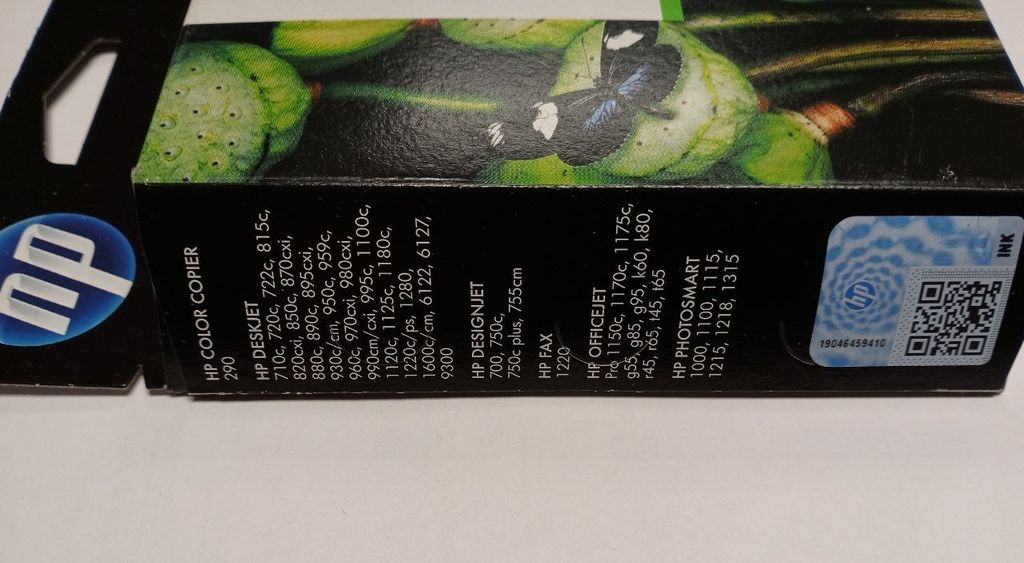 hp
HP COLOR COPIER
290
HP DESKJET
710c, 720c, 722c, 815c,
820cxi, 850c, 870cxi,
880c, 890c, 895cxi,
930c/cm, 950c, 959c,
960c, 970cxi, 980cxi,
990cm/cxi, 995c, 1100c,
1120c, 1125c, 1180c,
1220c/ps, 1280,
1600c/cm, 6122, 6127,
9300
HP DESIGNJET
700, 750c,
750c plus, 755cm
HP FAX
1220
HP OFFICEJET
Pro 1150c, 1170c, 1175c,
g55, g85, g95, k60, k80,
r45, r65, t45, t65
HP PHOTOSMART
1000, 1100, 1115,
1215, 1218, 1315
hp
19046459410
INK